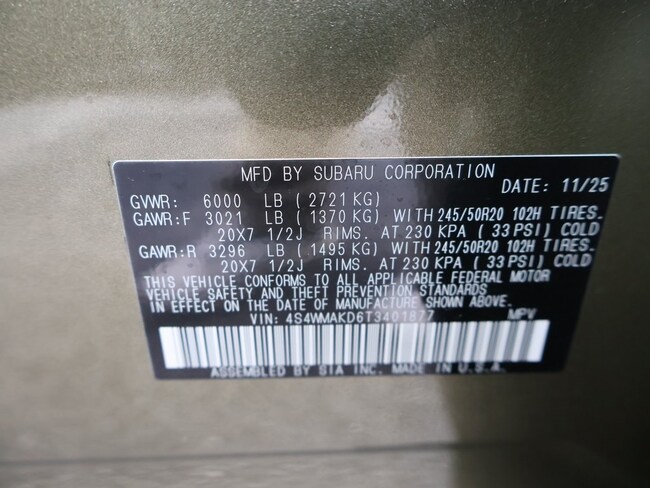 MFD BY SUBARU CORPORATION
DATE: 11/25
GVWR: 6000 LB (2721 KG)
GAWR:F 3021 LB (1370 KG) WITH 245/50R20 102H TIRES.
20X7 1/2J RIMS. AT 230 KPA (33 PSI) COLD
GAWR:R 3296 LB (1495 KG) WITH 245/50R20 102H TIRES.
20X7 1/2J RIMS. AT 230 KPA (33 PSI) COLD
THIS VEHICLE CONFORMS TO ALL APPLICABLE FEDERAL MOTOR
VEHICLE SAFETY AND THEFT PREVENTION STANDARDS
IN EFFECT ON THE DATE OF MANUFACTURE SHOWN ABOVE.
VIN: 4S4WMAKD6T3401877 MPV
ASSEMBLED BY SIA INC. MADE IN U.S.A.